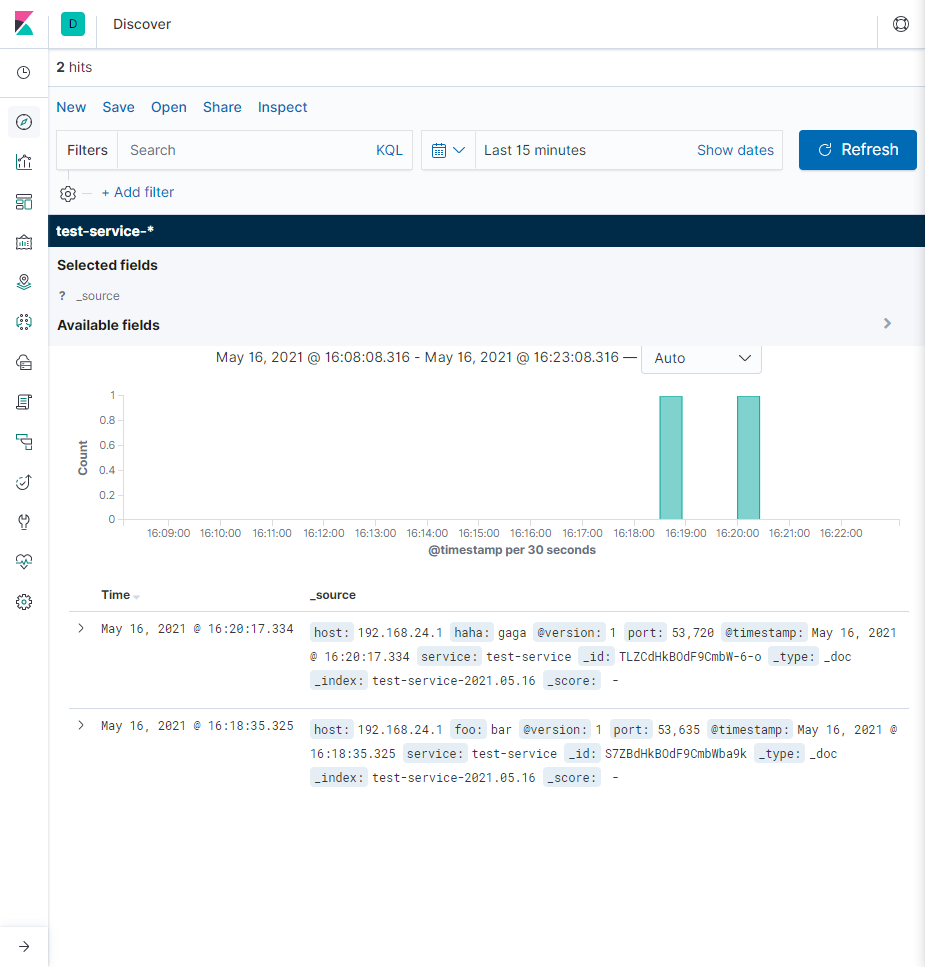 D Discover
2 hits
New Save Open Share Inspect
Filters Search KQL Last 15 minutes Show dates Refresh
+ Add filter
test-service-*
Selected fields
? _source
Available fields
May 16, 2021 @ 16:08:08.316 - May 16, 2021 @ 16:23:08.316 — Auto
1
0.8
0.6
0.4
0.2
0
Count
16:09:00 16:10:00 16:11:00 16:12:00 16:13:00 16:14:00 16:15:00 16:16:00 16:17:00 16:18:00 16:19:00 16:20:00 16:21:00 16:22:00
@timestamp per 30 seconds
Time _source
May 16, 2021 @ 16:20:17.334 host: 192.168.24.1 haha: gaga @version: 1 port: 53,720 @timestamp: May 16, 2021
@ 16:20:17.334 service: test-service _id: TLZCdHkBOdF9CmbW-6-o _type: _doc
_index: test-service-2021.05.16 _score: -
May 16, 2021 @ 16:18:35.325 host: 192.168.24.1 foo: bar @version: 1 port: 53,635 @timestamp: May 16, 2021 @
16:18:35.325 service: test-service _id: S7ZBdHkBOdF9CmbWba9k _type: _doc
_index: test-service-2021.05.16 _score: -